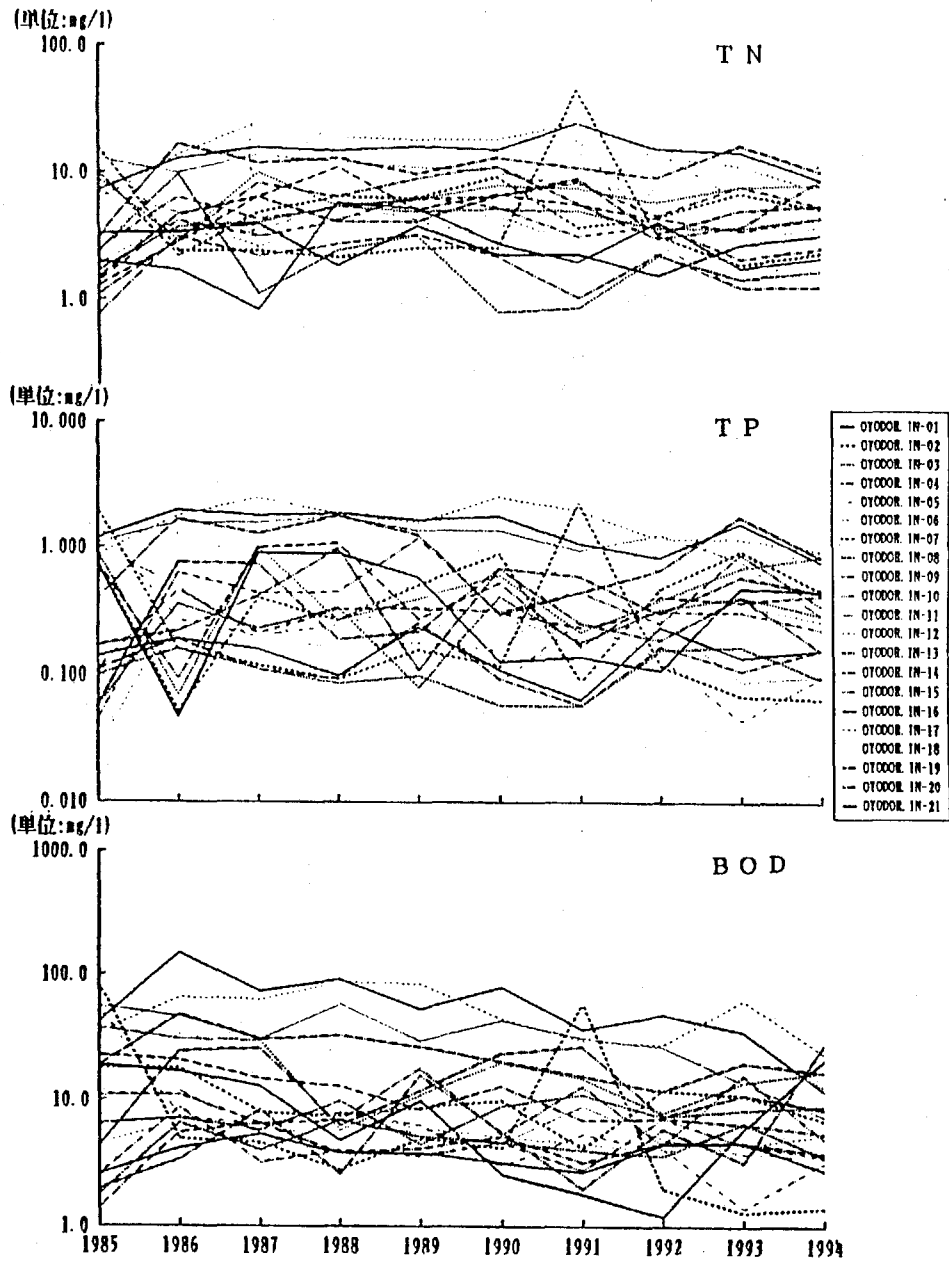 (単位:mg/l)
TN
100.0
10.0
1.0
(単位:mg/l)
TP
10.000
1.000
0.100
0.010
OYODOR. IN-01
OYODOR. IN-02
OYODOR. IN-03
OYODOR. IN-04
OYODOR. IN-05
OYODOR. IN-06
OYODOR. IN-07
OYODOR. IN-08
OYODOR. IN-09
OYODOR. IN-10
OYODOR. IN-11
OYODOR. IN-12
OYODOR. IN-13
OYODOR. IN-14
OYODOR. IN-15
OYODOR. IN-16
OYODOR. IN-17
OYODOR. IN-18
OYODOR. IN-19
OYODOR. IN-20
OYODOR. IN-21
(単位:mg/l)
BOD
1000.0
100.0
10.0
1.0
1985 1986 1987 1988 1989 1990 1991 1992 1993 1994